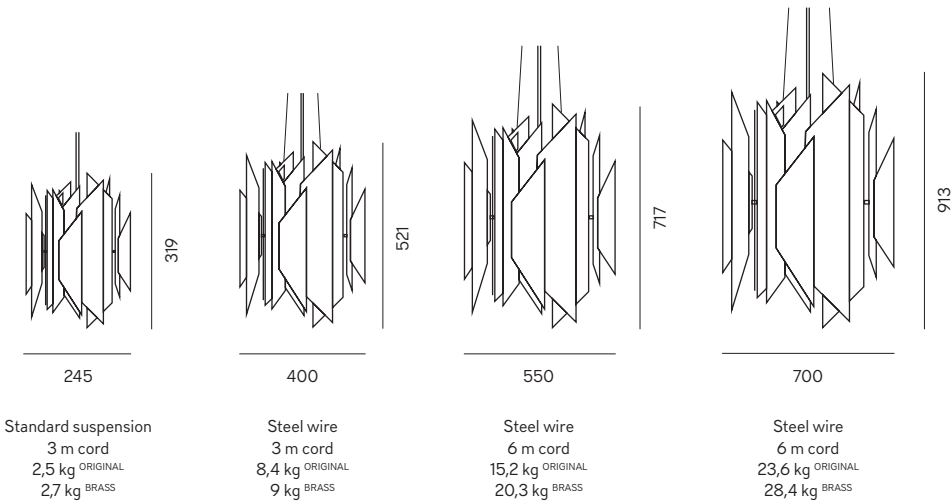 319
521
717
913
245
400
550
700
Standard suspension
3 m cord
2,5 kg ORIGINAL
2,7 kg BRASS
Steel wire
3 m cord
8,4 kg ORIGINAL
9 kg BRASS
Steel wire
6 m cord
15,2 kg ORIGINAL
20,3 kg BRASS
Steel wire
6 m cord
23,6 kg ORIGINAL
28,4 kg BRASS